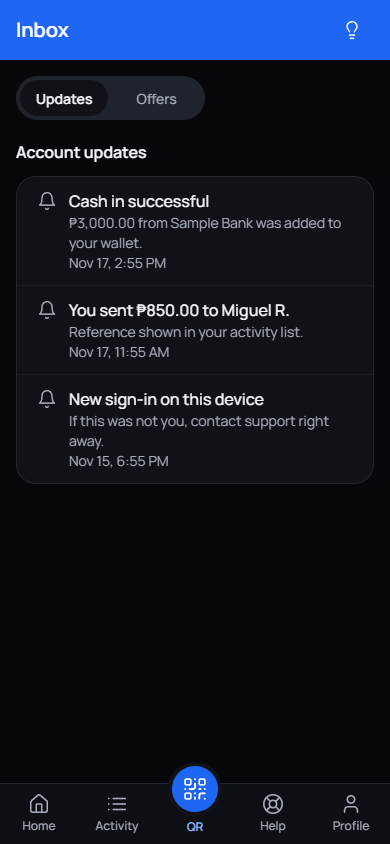 Inbox
Updates
Offers
Account updates
Cash in successful
₱3,000.00 from Sample Bank was added to
your wallet.
Nov 17, 2:55 PM
You sent ₱850.00 to Miguel R.
Reference shown in your activity list.
Nov 17, 11:55 AM
New sign-in on this device
If this was not you, contact support right
away.
Nov 15, 6:55 PM
Home
Activity
QR
Help
Profile